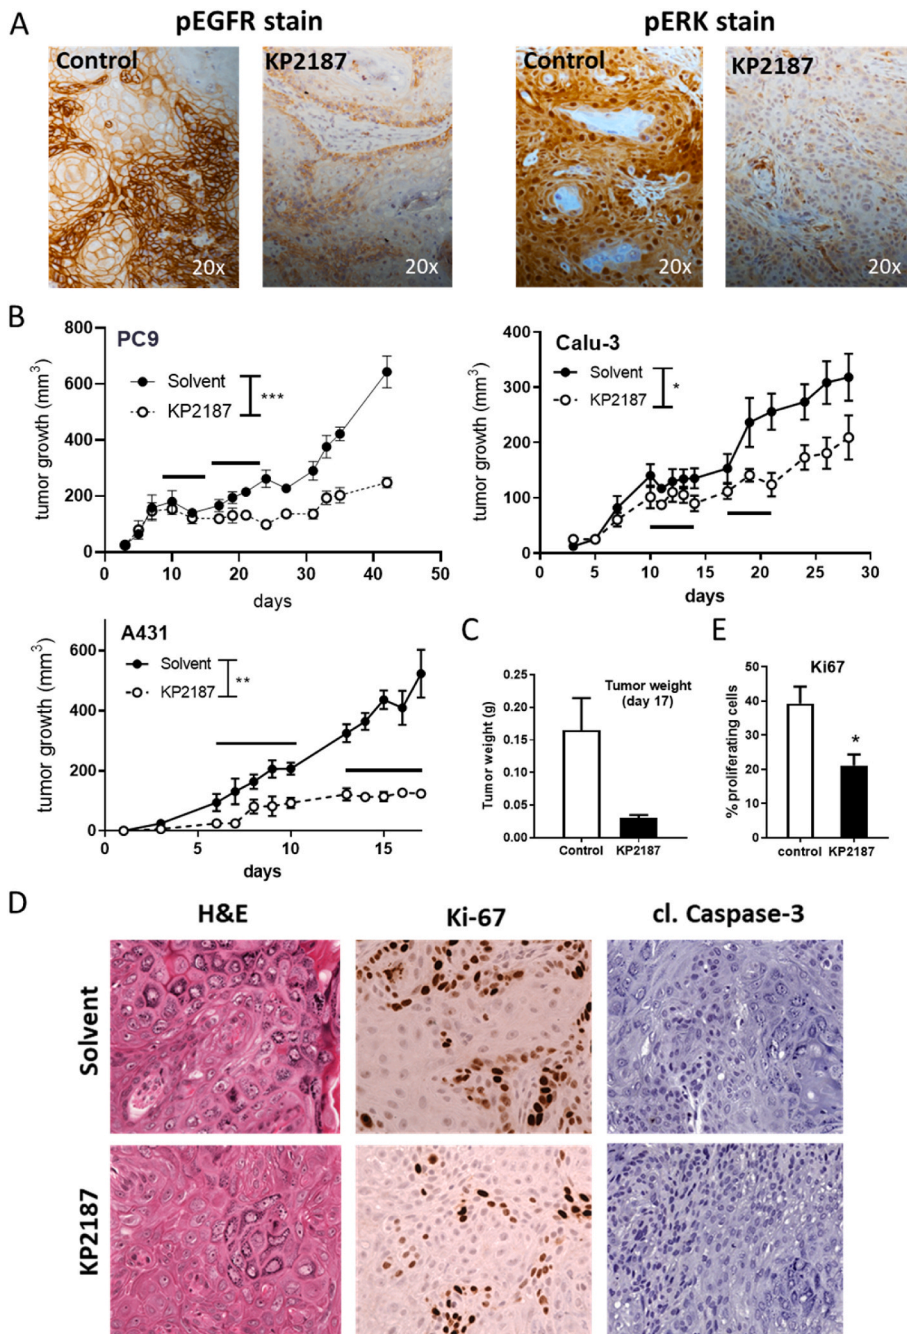 A
pEGFR stain
pERK stain
Control
KP2187
Control
KP2187
20x
20x
20x
20x
B
PC9
Solvent
KP2187
***
tumor growth (mm³)
800
600
400
200
0
0 10 20 30 40 50
days
Calu-3
Solvent
KP2187
*
tumor growth (mm³)
400
300
200
100
0
0 5 10 15 20 25 30
days
A431
Solvent
KP2187
**
tumor growth (mm³)
600
400
200
0
0 5 10 15
days
C
Tumor weight
(day 17)
Tumor weight (g)
0.25
0.20
0.15
0.10
0.05
0.00
Control KP2187
E
Ki67
*
% proliferating cells
50
40
30
20
10
0
control KP2187
D
H&E
Ki-67
cl. Caspase-3
Solvent
KP2187